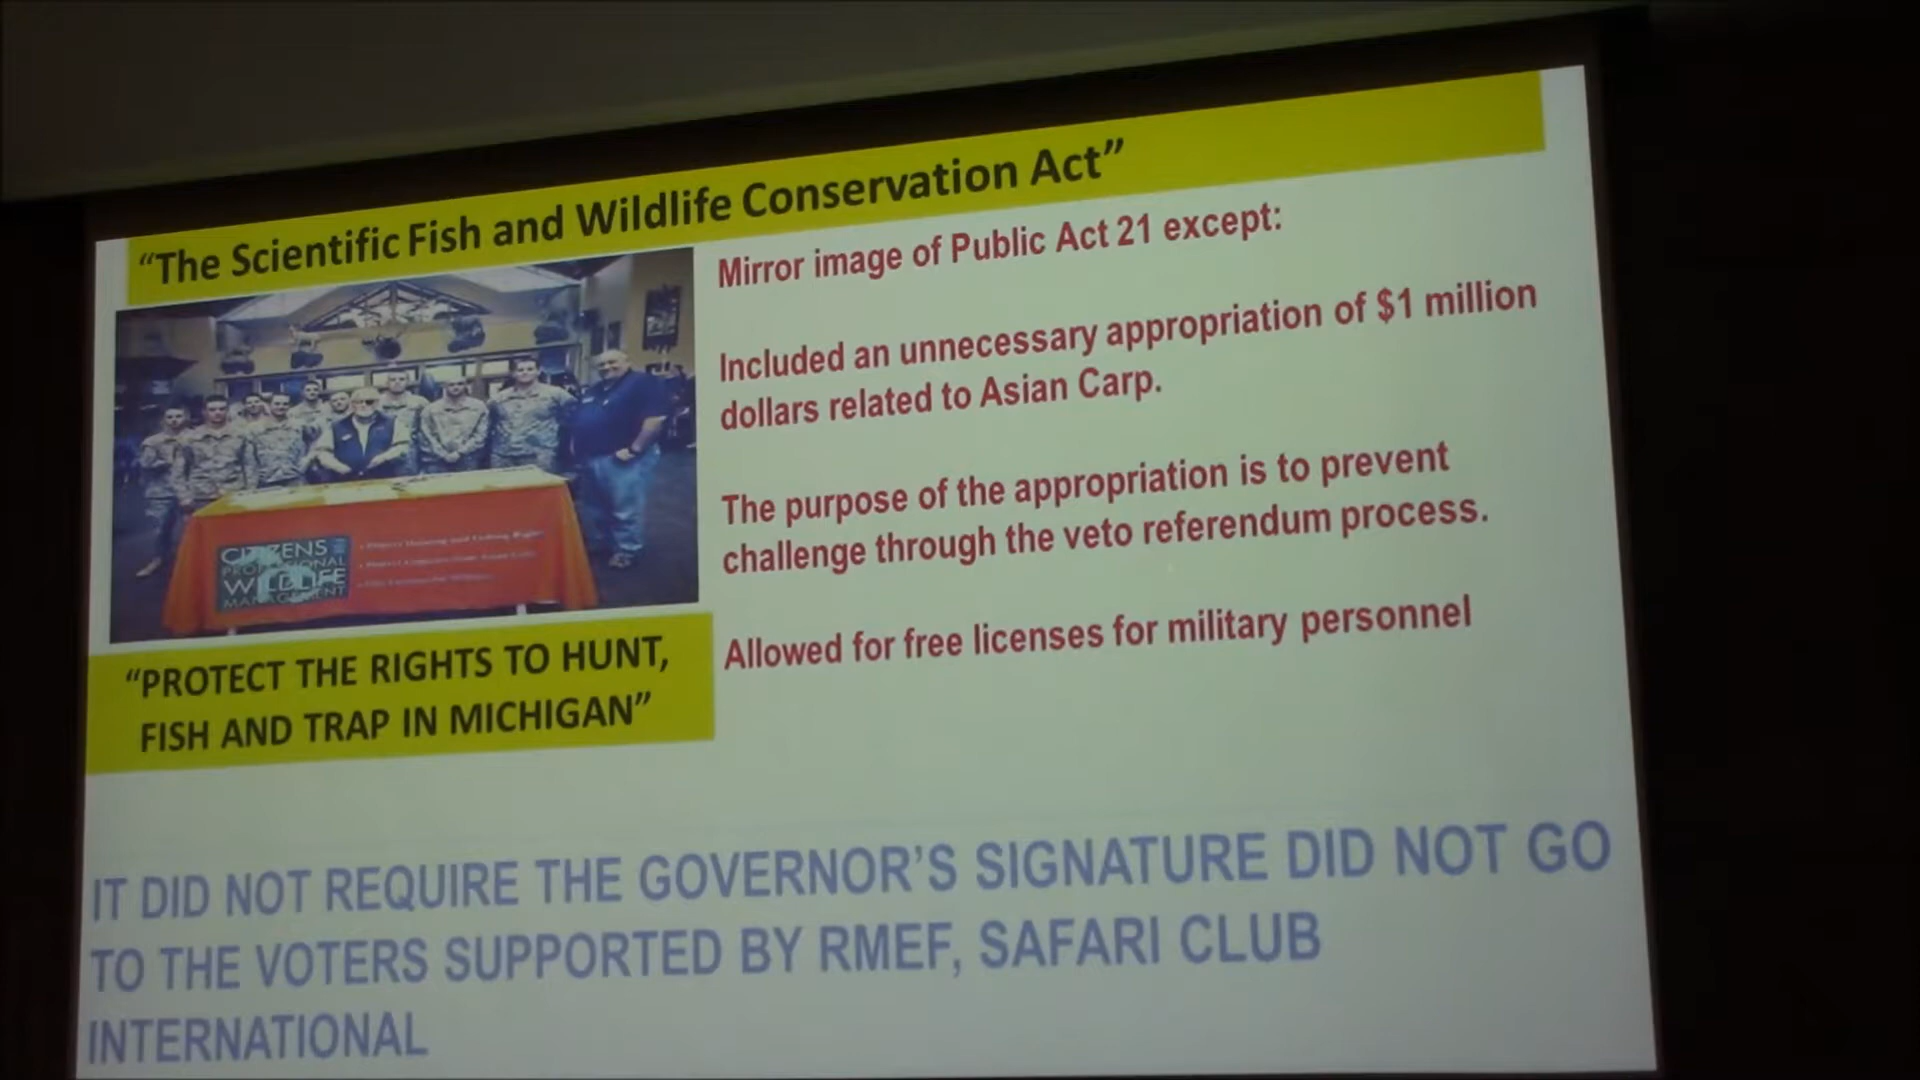 “The Scientific Fish and Wildlife Conservation Act”
Mirror image of Public Act 21 except:
Included an unnecessary appropriation of $1 million
dollars related to Asian Carp.
The purpose of the appropriation is to prevent
challenge through the veto referendum process.
Allowed for free licenses for military personnel
CITIZENS
PROFESSIONAL
WILDLIFE
MANAGEMENT
“PROTECT THE RIGHTS TO HUNT,
FISH AND TRAP IN MICHIGAN”
IT DID NOT REQUIRE THE GOVERNOR’S SIGNATURE DID NOT GO
TO THE VOTERS SUPPORTED BY RMEF, SAFARI CLUB
INTERNATIONAL